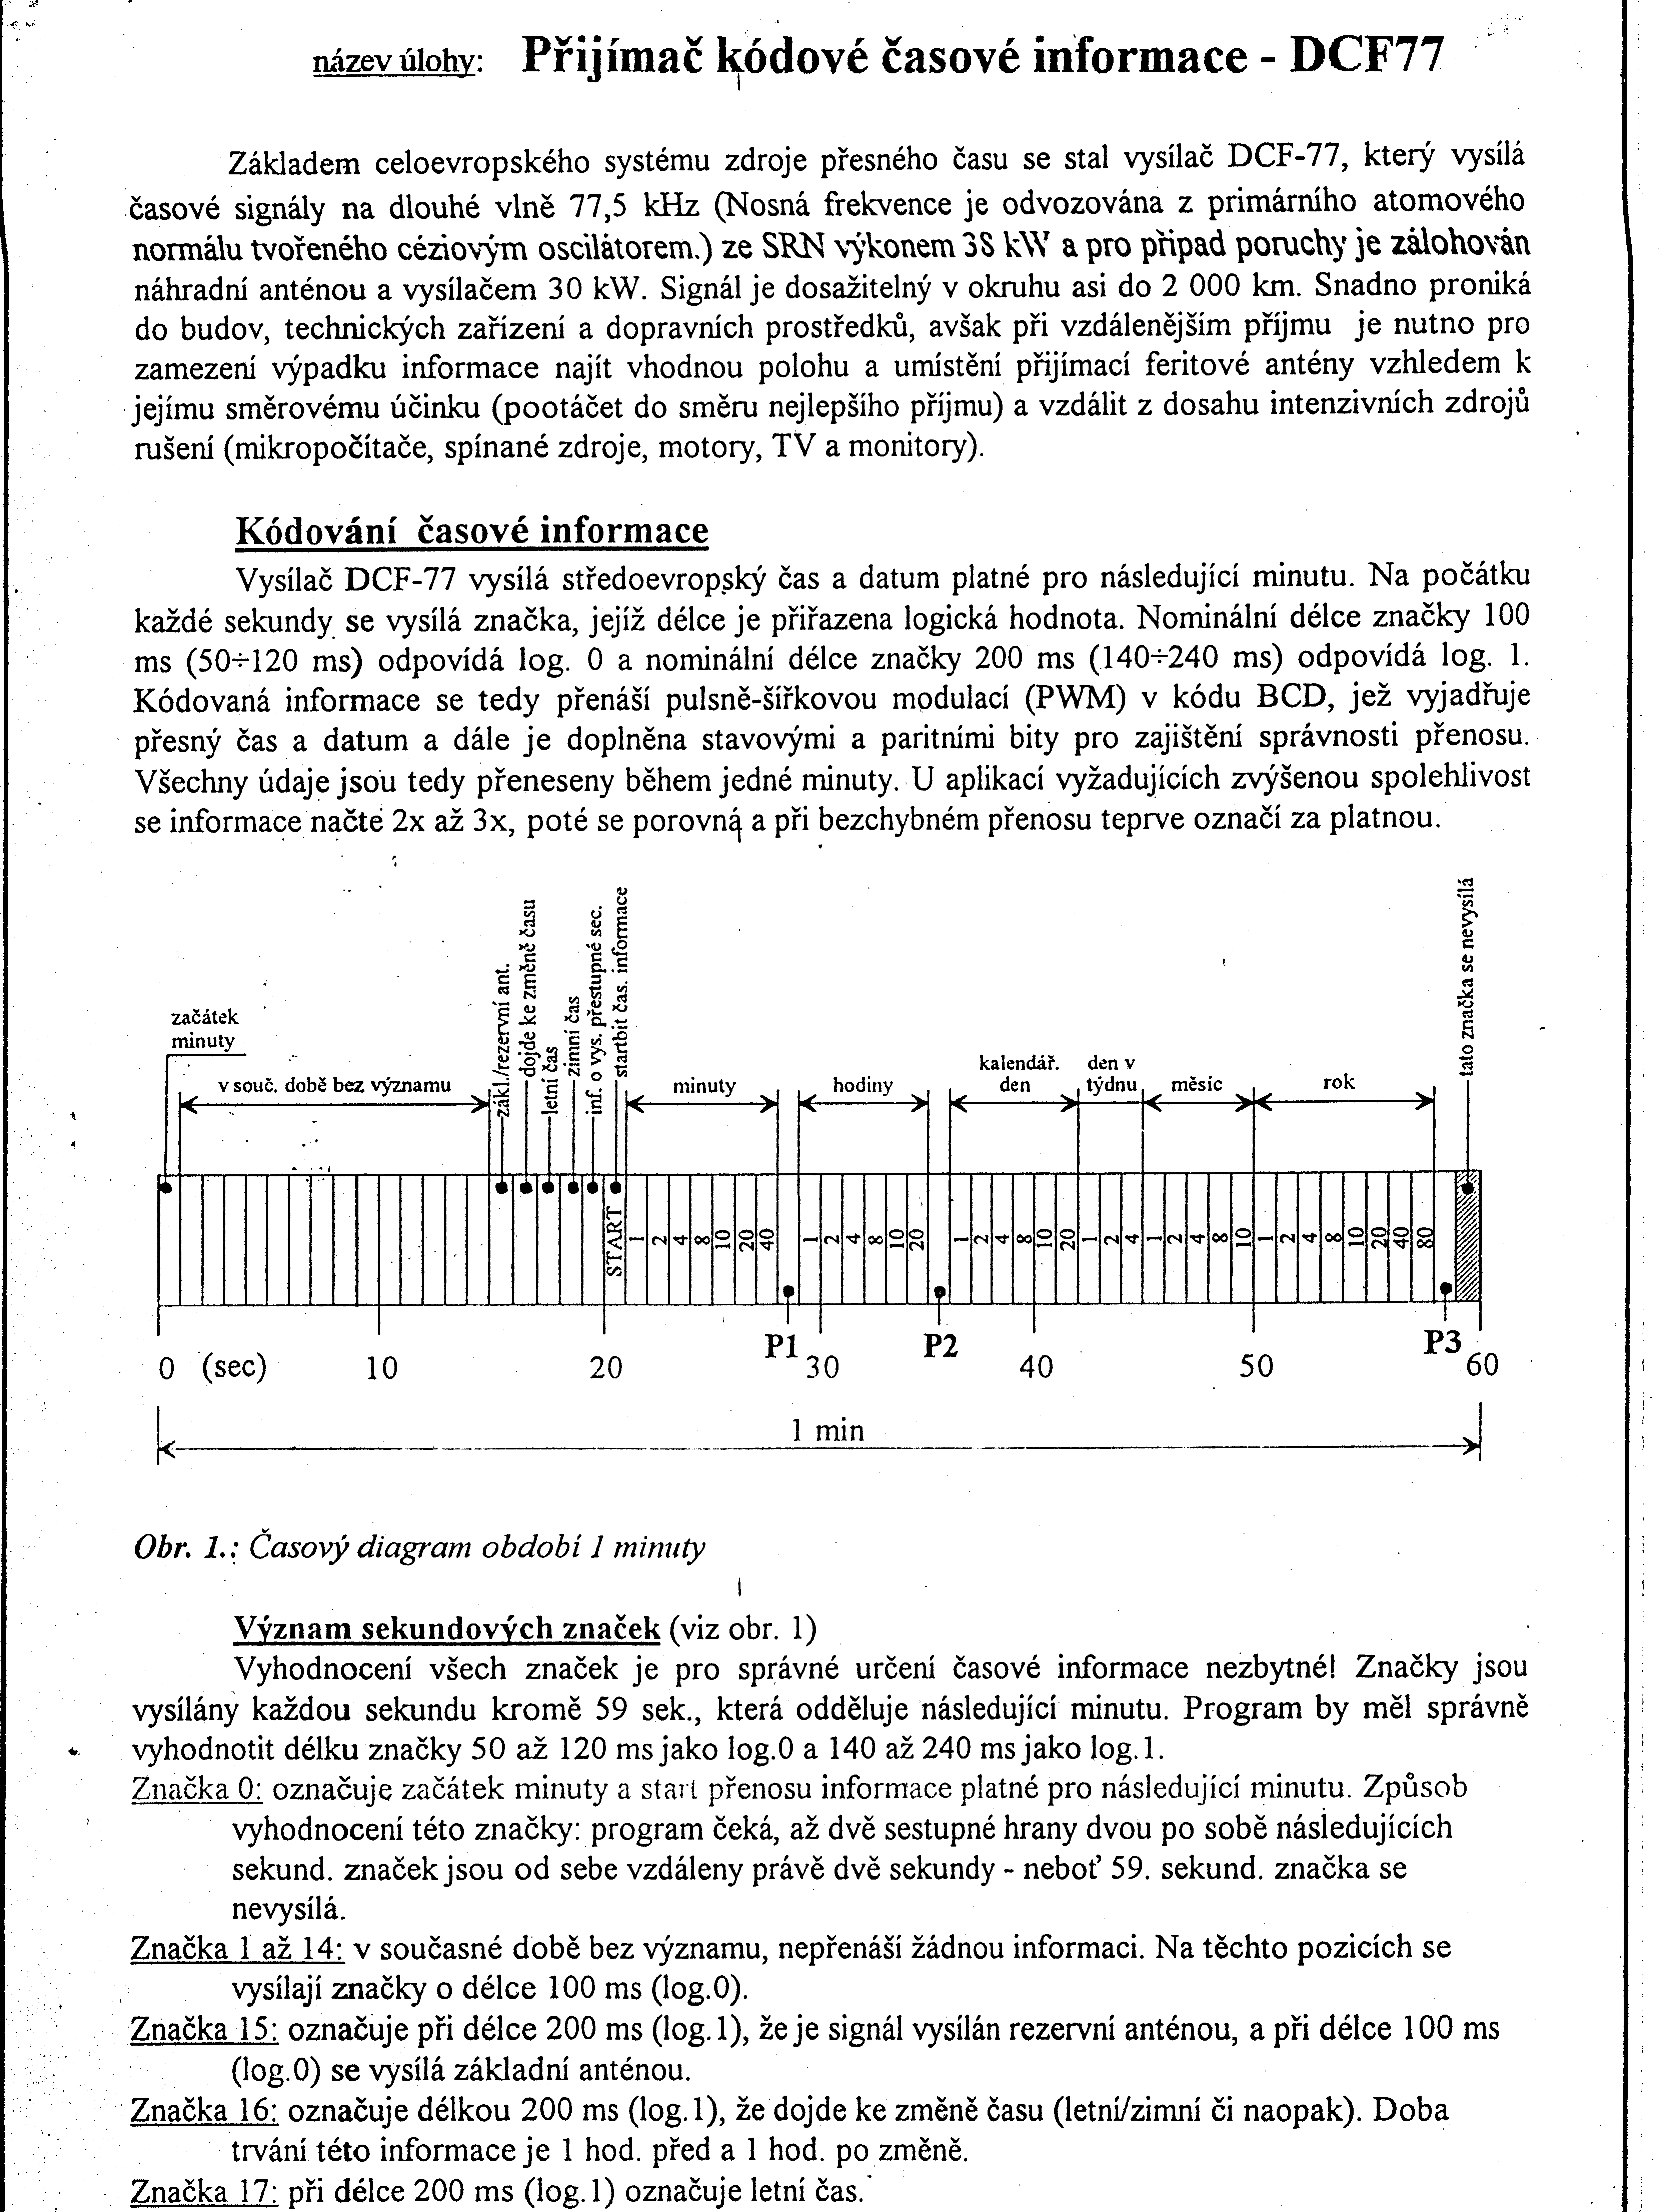 název úlohy: Přijímač kódové časové informace - DCF77
Základem celoevropského systému zdroje přesného času se stal vysílač DCF-77, který vysílá
časové signály na dlouhé vlně 77,5 kHz (Nosná frekvence je odvozována z primárního atomového
normálu tvořeného céziovým oscilátorem.) ze SRN výkonem 38 kW a pro případ poruchy je zálohován
náhradní anténou a vysílačem 30 kW. Signál je dosažitelný v okruhu asi do 2 000 km. Snadno proniká
do budov, technických zařízení a dopravních prostředků, avšak při vzdálenějším příjmu je nutno pro
zamezení výpadku informace najít vhodnou polohu a umístění přijímací feritové antény vzhledem k
jejímu směrovému účinku (pootáčet do směru nejlepšího příjmu) a vzdálit z dosahu intenzivních zdrojů
rušení (mikropočítače, spínané zdroje, motory, TV a monitory).
Kódování časové informace
Vysílač DCF-77 vysílá středoevropský čas a datum platné pro následující minutu. Na počátku
každé sekundy se vysílá značka, jejíž délce je přiřazena logická hodnota. Nominální délce značky 100
ms (50÷120 ms) odpovídá log. 0 a nominální délce značky 200 ms (140÷240 ms) odpovídá log. 1.
Kódovaná informace se tedy přenáší pulsně-šířkovou modulací (PWM) v kódu BCD, jež vyjadřuje
přesný čas a datum a dále je doplněna stavovými a paritními bity pro zajištění správnosti přenosu.
Všechny údaje jsou tedy přeneseny během jedné minuty. U aplikací vyžadujících zvýšenou spolehlivost
se informace načte 2x až 3x, poté se porovná a při bezchybném přenosu teprve označí za platnou.
začátek
minuty
v souč. době bez významu
zákl./rezervní ant.
dojde ke změně času
letní čas
zimní čas
inf. o vys. přestupné sec.
startbit čas. informace
minuty
hodiny
kalendář.
den
den v
týdnu
měsíc
rok
tato značka se nevysílá
START 1 2 4 8 10 20 40 1 2 4 8 10 20 1 2 4 8 10 20 1 2 4 1 2 4 8 10 1 2 4 8 10 20 40 80
P1 P2 P3
0 (sec) 10 20 30 40 50 60
1 min
Obr. 1.: Časový diagram období 1 minuty
Význam sekundových značek (viz obr. 1)
Vyhodnocení všech značek je pro správné určení časové informace nezbytné! Značky jsou
vysílány každou sekundu kromě 59 sek., která odděluje následující minutu. Program by měl správně
vyhodnotit délku značky 50 až 120 ms jako log.0 a 140 až 240 ms jako log.1.
Značka 0: označuje začátek minuty a start přenosu informace platné pro následující minutu. Způsob
vyhodnocení této značky: program čeká, až dvě sestupné hrany dvou po sobě následujících
sekund. značek jsou od sebe vzdáleny právě dvě sekundy - neboť 59. sekund. značka se
nevysílá.
Značka 1 až 14: v současné době bez významu, nepřenáší žádnou informaci. Na těchto pozicích se
vysílají značky o délce 100 ms (log.0).
Značka 15: označuje při délce 200 ms (log.1), že je signál vysílán rezervní anténou, a při délce 100 ms
(log.0) se vysílá základní anténou.
Značka 16: označuje délkou 200 ms (log.1), že dojde ke změně času (letní/zimní či naopak). Doba
trvání této informace je 1 hod. před a 1 hod. po změně.
Značka 17: při délce 200 ms (log.1) označuje letní čas.